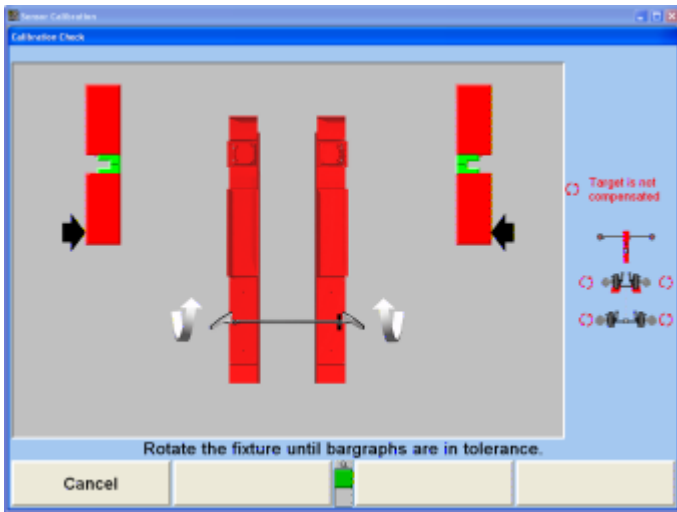 Sensor Calibration
Calibration Check
Target is not
compensated
Rotate the fixture until bargraphs are in tolerance.
Cancel